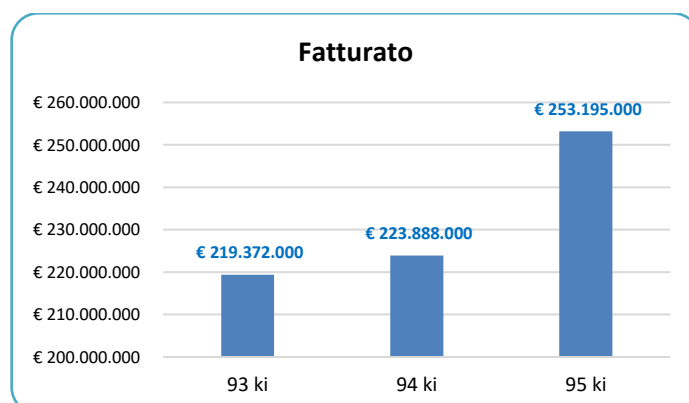 Fatturato
€ 260.000.000
€ 250.000.000
€ 240.000.000
€ 230.000.000
€ 220.000.000
€ 210.000.000
€ 200.000.000
€ 219.372.000
€ 223.888.000
€ 253.195.000
93 ki
94 ki
95 ki